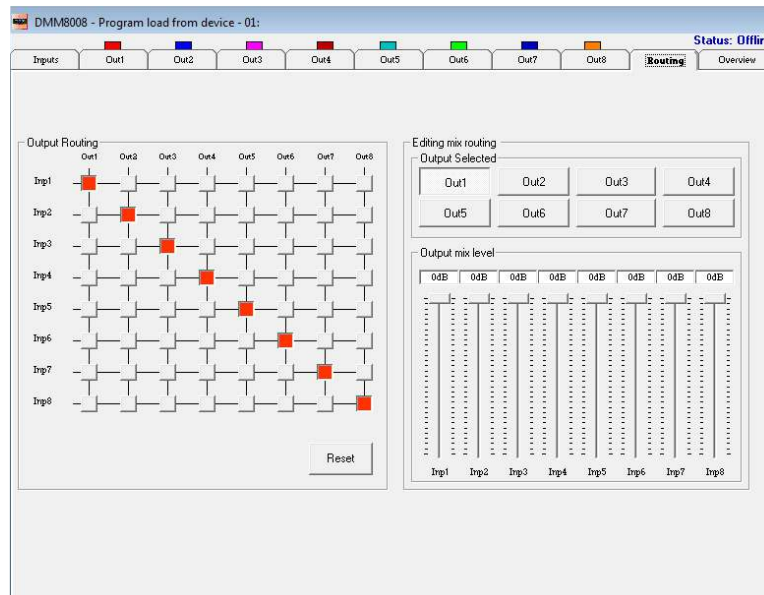 DMM8008 - Program load from device - 01:
Status: Offlin
Inputs Out1 Out2 Out3 Out4 Out5 Out6 Out7 Out8 Routing Overview
Output Routing
Out1 Out2 Out3 Out4 Out5 Out6 Out7 Out8
Inp1
Inp2
Inp3
Inp4
Inp5
Inp6
Inp7
Inp8
Reset
Editing mix routing
Output Selected
Out1 Out2 Out3 Out4
Out5 Out6 Out7 Out8
Output mix level
0dB 0dB 0dB 0dB 0dB 0dB 0dB 0dB
Inp1 Inp2 Inp3 Inp4 Inp5 Inp6 Inp7 Inp8